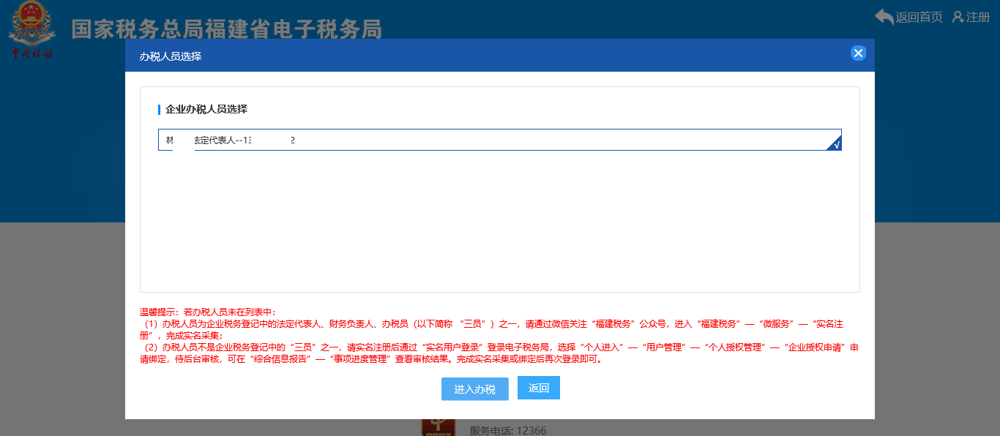 国家税务总局福建省电子税务局
返回首页 注册
中国税务
办税人员选择
企业办税人员选择
林 法定代表人--13 2
√
温馨提示：若办税人员未在列表中：
（1）办税人员为企业税务登记中的法定代表人、财务负责人、办税员（以下简称 “三员”）之一，请通过微信关注“福建税务”公众号，进入“福建税务”—“微服务”—“实名注
册”，完成实名采集；
（2）办税人员不是企业税务登记中的“三员”之一，请实名注册后通过“实名用户登录”登录电子税务局，选择“个人进入”—“用户管理”—“个人授权管理”—“企业授权申请”申
请绑定，待后台审核，可在“综合信息报告”—“事项进度管理”查看审核结果。完成实名采集或绑定后再次登录即可。
进入办税 返回
服务电话: 12366